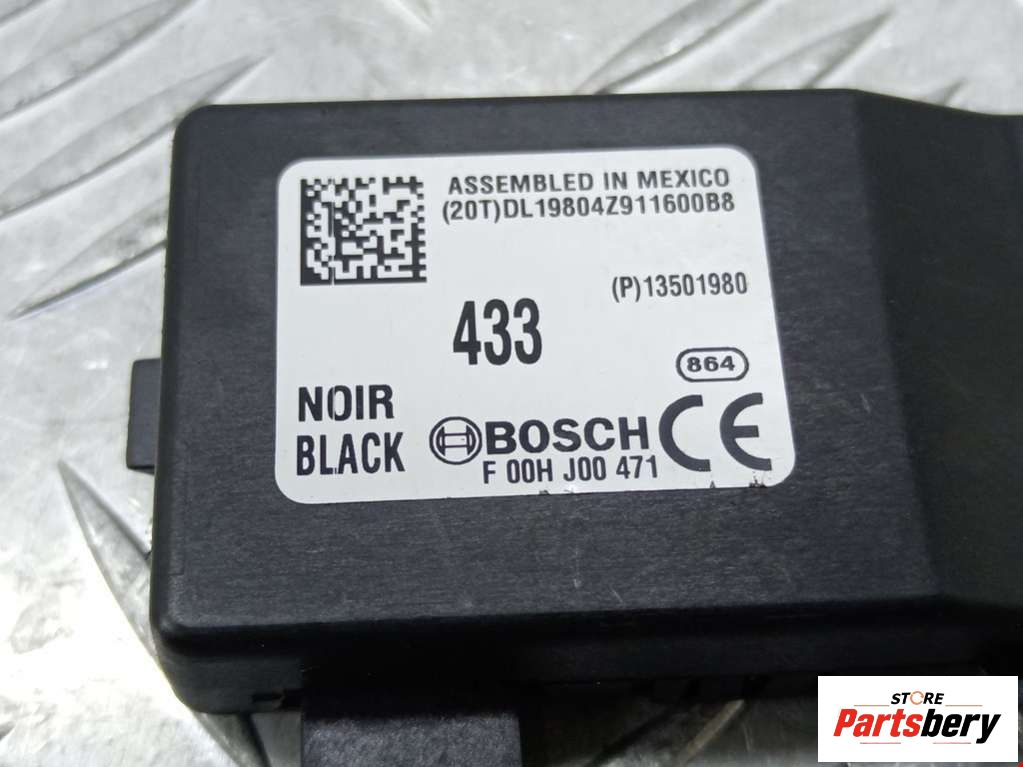 ASSEMBLED IN MEXICO
(20T)DL19804Z911600B8
(P)13501980
433
864
NOIR
BLACK
BOSCH
CE
F 00H J00 471
STORE
Partsbery